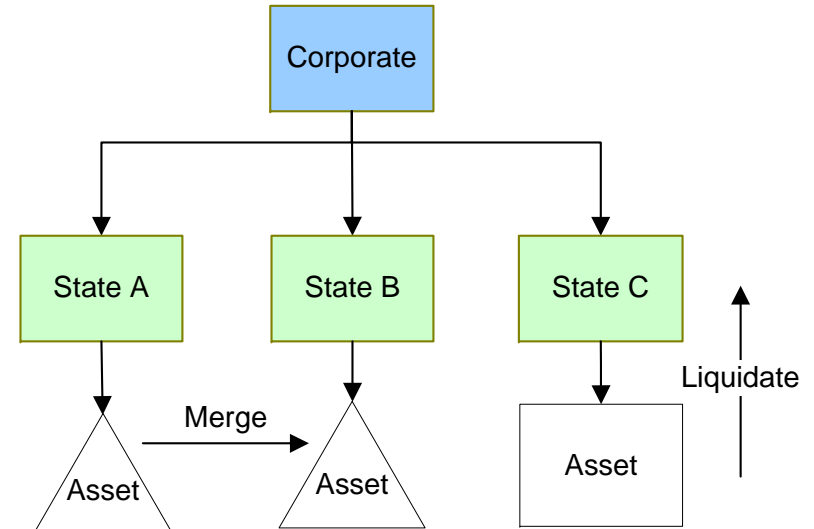 Corporate
State A
State B
State C
Liquidate
Merge
Asset
Asset
Asset